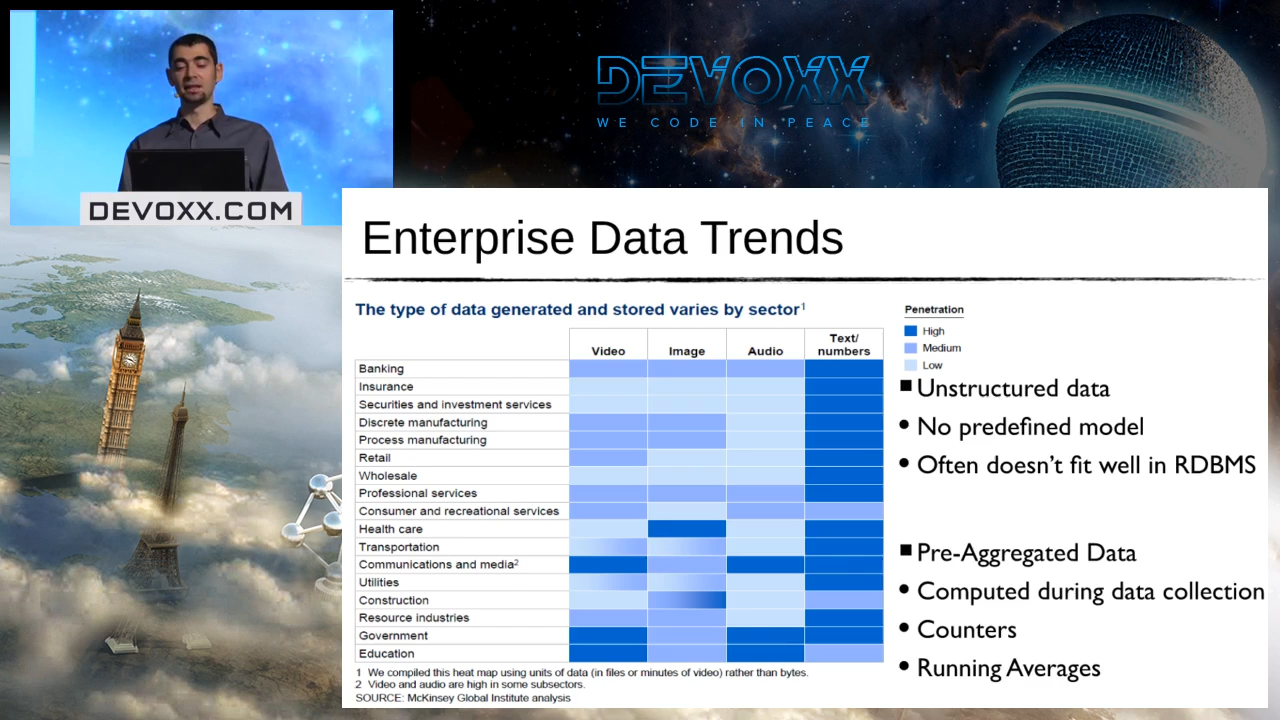 DEVOXX
WE CODE IN PEACE
DEVOXX.COM
Enterprise Data Trends
The type of data generated and stored varies by sector1
Video Image Audio Text/
numbers
Banking
Insurance
Securities and investment services
Discrete manufacturing
Process manufacturing
Retail
Wholesale
Professional services
Consumer and recreational services
Health care
Transportation
Communications and media2
Utilities
Construction
Resource industries
Government
Education
1 We compiled this heat map using units of data (in files or minutes of video) rather than bytes.
2 Video and audio are high in some subsectors.
SOURCE: McKinsey Global Institute analysis
Penetration
High
Medium
Low
■ Unstructured data
• No predefined model
• Often doesn’t fit well in RDBMS
■ Pre-Aggregated Data
• Computed during data collection
• Counters
• Running Averages